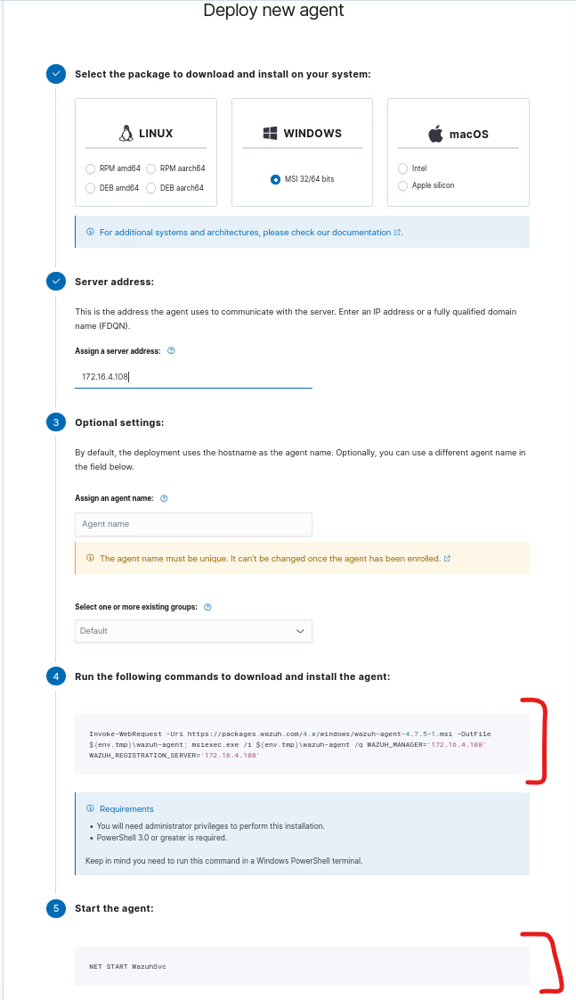 Deploy new agent
Select the package to download and install on your system:
LINUX
RPM amd64 RPM aarch64
DEB amd64 DEB aarch64
WINDOWS
MSI 32/64 bits
macOS
Intel
Apple silicon
For additional systems and architectures, please check our documentation.
Server address:
This is the address the agent uses to communicate with the server. Enter an IP address or a fully qualified domain
name (FDQN).
Assign a server address:
172.16.4.108
3 Optional settings:
By default, the deployment uses the hostname as the agent name. Optionally, you can use a different agent name in
the field below.
Assign an agent name:
Agent name
The agent name must be unique. It can't be changed once the agent has been enrolled.
Select one or more existing groups:
Default
4 Run the following commands to download and install the agent:
Invoke-WebRequest -Uri https://packages.wazuh.com/4.x/windows/wazuh-agent-4.7.5-1.msi -OutFile
${env.tmp}\wazuh-agent; msiexec.exe /i ${env.tmp}\wazuh-agent /q WAZUH_MANAGER='172.16.4.108'
WAZUH_REGISTRATION_SERVER='172.16.4.108'
Requirements
• You will need administrator privileges to perform this installation.
• PowerShell 3.0 or greater is required.
Keep in mind you need to run this command in a Windows PowerShell terminal.
5 Start the agent:
NET START WazuhSvc